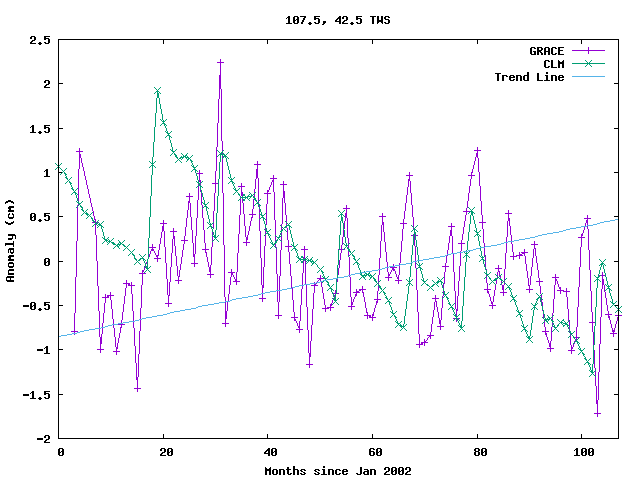 107.5, 42.5 TWS
GRACE
CLM
Trend Line
2.5
2
1.5
1
0.5
0
-0.5
-1
-1.5
-2
Anomaly (cm)
0 20 40 60 80 100
Months since Jan 2002